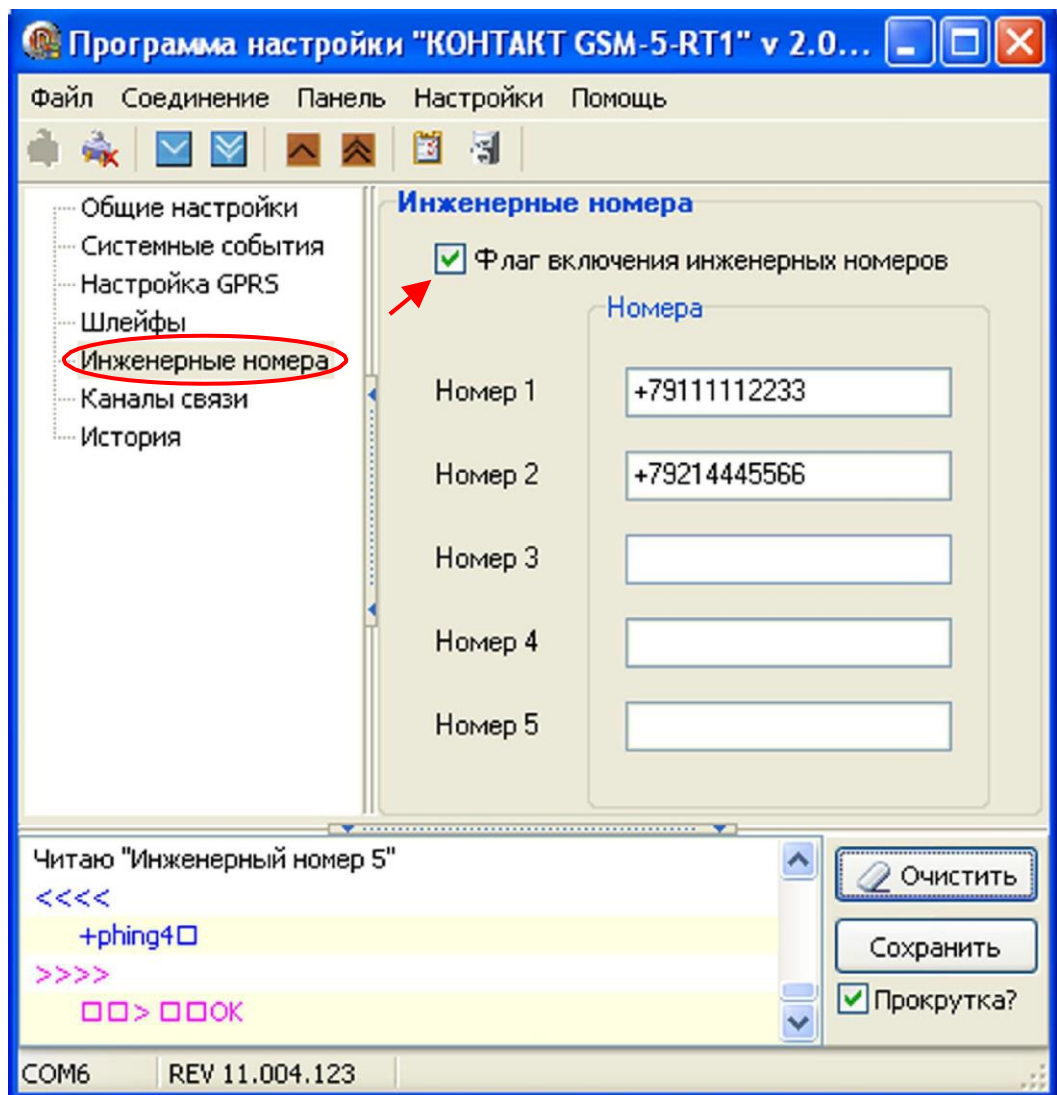 Программа настройки "КОНТАКТ GSM-5-RT1" v 2.0...
Файл Соединение Панель Настройки Помощь
Общие настройки
Системные события
Настройка GPRS
Шлейфы
Инженерные номера
Каналы связи
История
Инженерные номера
Флаг включения инженерных номеров
Номера
Номер 1 +79111112233
Номер 2 +79214445566
Номер 3
Номер 4
Номер 5
Читаю "Инженерный номер 5"
<<<<
+phing4□
>>>>
□□> □□OK
Очистить
Сохранить
Прокрутка?
COM6 REV 11.004.123